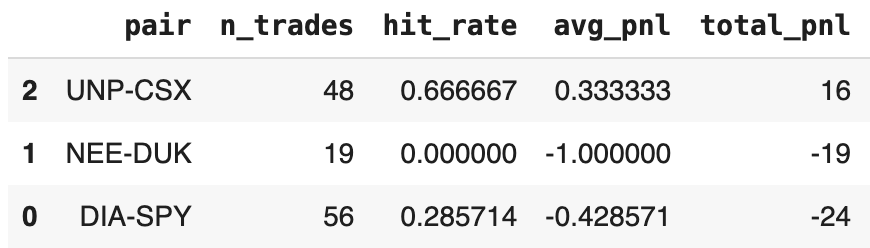 pair n_trades hit_rate avg_pnl total_pnl
2 UNP-CSX 48 0.666667 0.333333 16
1 NEE-DUK 19 0.000000 -1.000000 -19
0 DIA-SPY 56 0.285714 -0.428571 -24